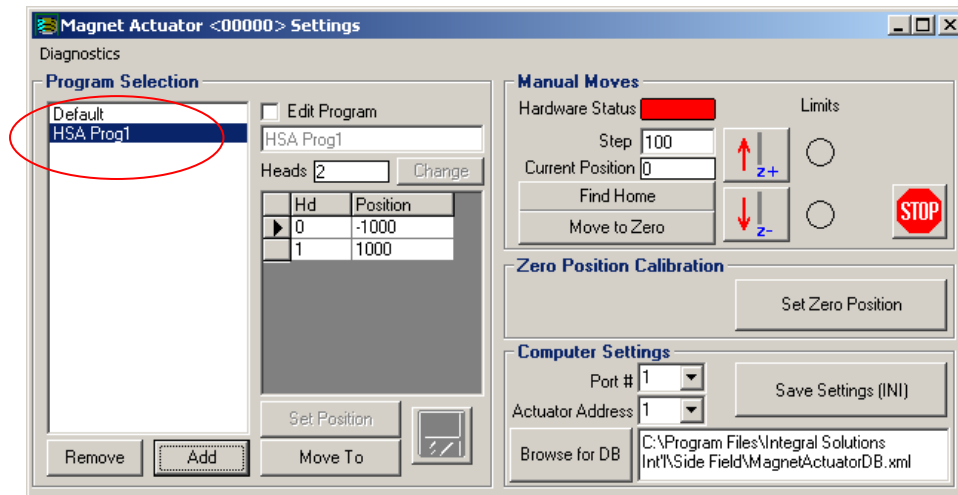 Magnet Actuator <00000> Settings
Diagnostics
Program Selection
Default
HSA Prog1
Edit Program
HSA Prog1
Heads 2 Change
Hd Position
0 -1000
1 1000
Set Position
Remove Add Move To
Manual Moves
Hardware Status Limits
Step 100
Current Position 0
z+
Find Home
Move to Zero
z-
STOP
Zero Position Calibration
Set Zero Position
Computer Settings
Port # 1
Save Settings (INI)
Actuator Address 1
Browse for DB
C:\Program Files\Integral Solutions
Int'l\Side Field\MagnetActuatorDB.xml